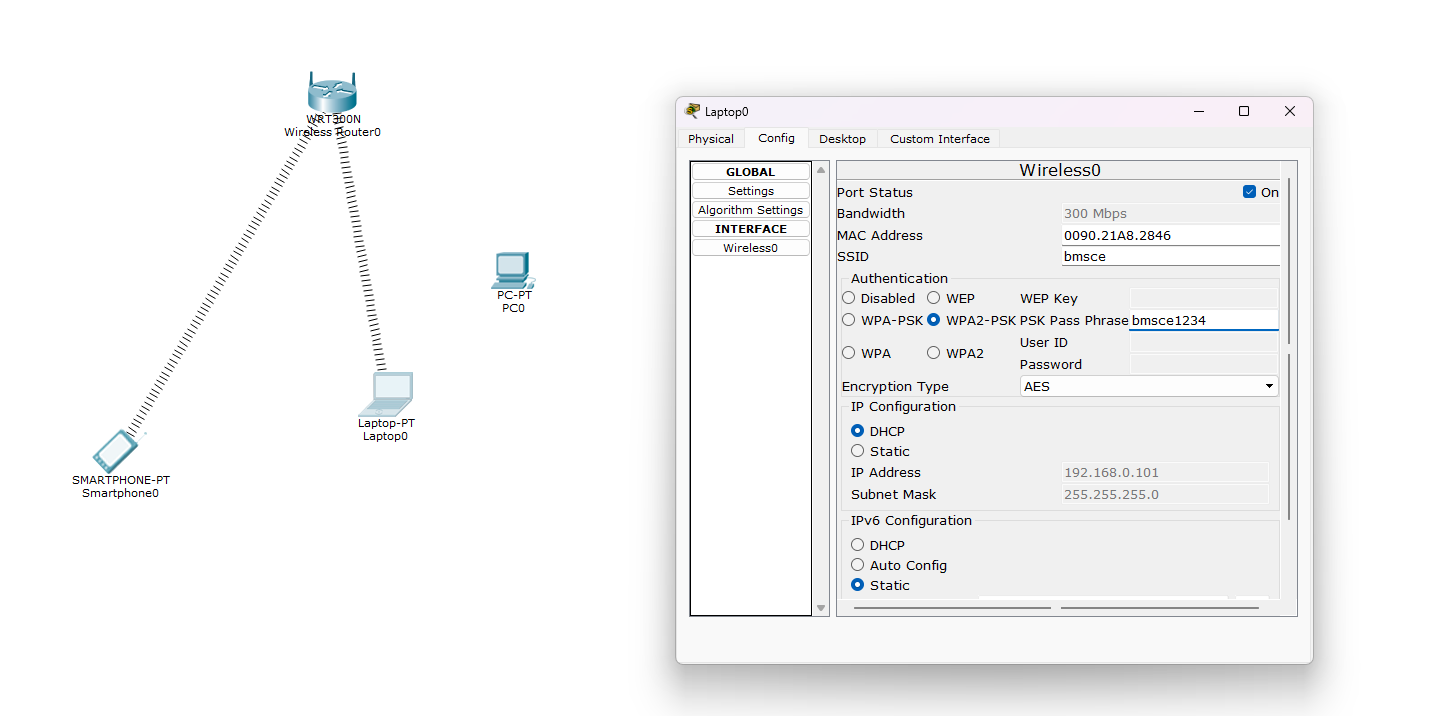 WRT300N
Wireless Router0
PC-PT
PC0
Laptop-PT
Laptop0
SMARTPHONE-PT
Smartphone0
Laptop0
Physical Config Desktop Custom Interface
GLOBAL
Settings
Algorithm Settings
INTERFACE
Wireless0
Wireless0
Port Status On
Bandwidth 300 Mbps
MAC Address 0090.21A8.2846
SSID bmsce
Authentication
Disabled WEP WEP Key
WPA-PSK WPA2-PSK PSK Pass Phrase bmsce1234
User ID
WPA WPA2
Password
Encryption Type AES
IP Configuration
DHCP
Static
IP Address 192.168.0.101
Subnet Mask 255.255.255.0
IPv6 Configuration
DHCP
Auto Config
Static